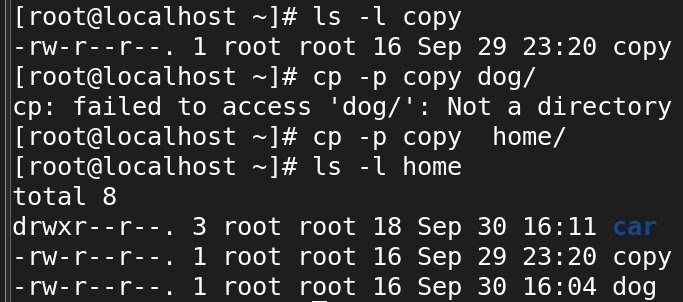 [root@localhost ~]# ls -l copy
-rw-r--r--. 1 root root 16 Sep 29 23:20 copy
[root@localhost ~]# cp -p copy dog/
cp: failed to access 'dog/': Not a directory
[root@localhost ~]# cp -p copy  home/
[root@localhost ~]# ls -l home
total 8
drwxr--r--. 3 root root 18 Sep 30 16:11 car
-rw-r--r--. 1 root root 16 Sep 29 23:20 copy
-rw-r--r--. 1 root root 16 Sep 30 16:04 dog